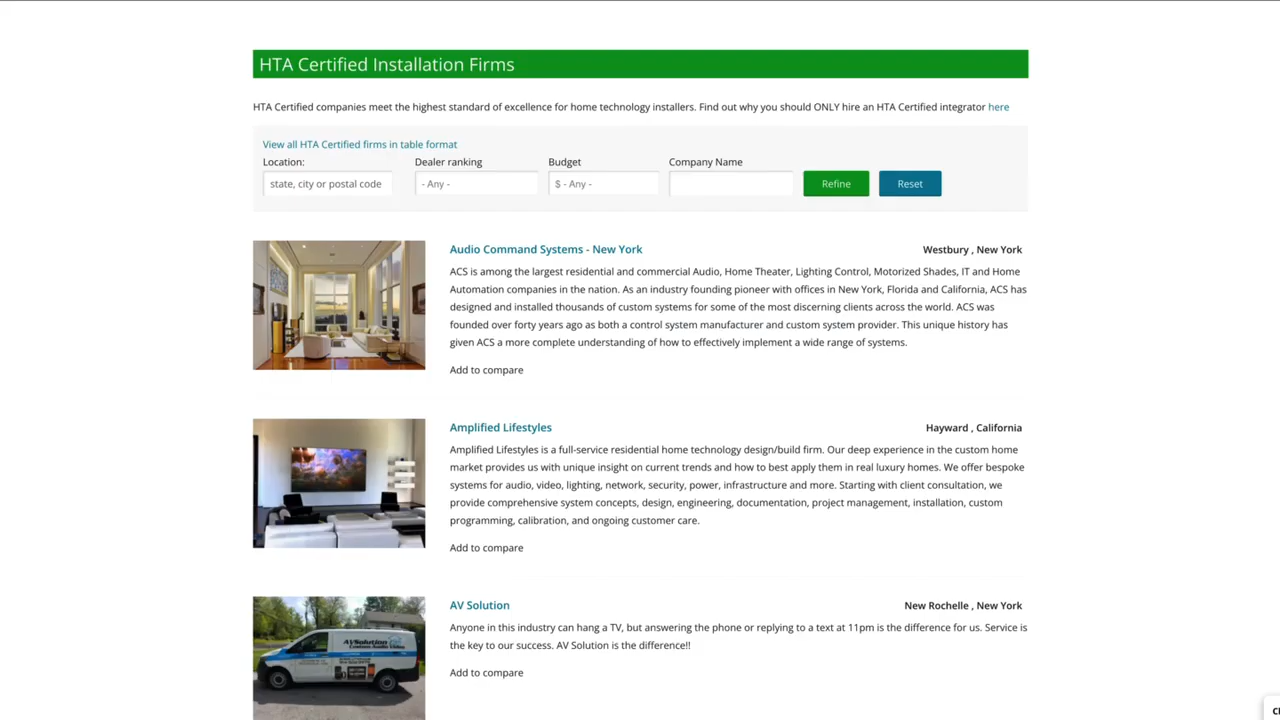 HTA Certified Installation Firms
HTA Certified companies meet the highest standard of excellence for home technology installers. Find out why you should ONLY hire an HTA Certified integrator here
View all HTA Certified firms in table format
Location: Dealer ranking Budget Company Name
state, city or postal code - Any - $ - Any - Refine Reset
Audio Command Systems - New York Westbury , New York
ACS is among the largest residential and commercial Audio, Home Theater, Lighting Control, Motorized Shades, IT and Home
Automation companies in the nation. As an industry founding pioneer with offices in New York, Florida and California, ACS has
designed and installed thousands of custom systems for some of the most discerning clients across the world. ACS was
founded over forty years ago as both a control system manufacturer and custom system provider. This unique history has
given ACS a more complete understanding of how to effectively implement a wide range of systems.
Add to compare
Amplified Lifestyles Hayward , California
Amplified Lifestyles is a full-service residential home technology design/build firm. Our deep experience in the custom home
market provides us with unique insight on current trends and how to best apply them in real luxury homes. We offer bespoke
systems for audio, video, lighting, network, security, power, infrastructure and more. Starting with client consultation, we
provide comprehensive system concepts, design, engineering, documentation, project management, installation, custom
programming, calibration, and ongoing customer care.
Add to compare
AV Solution New Rochelle , New York
Anyone in this industry can hang a TV, but answering the phone or replying to a text at 11pm is the difference for us. Service is
the key to our success. AV Solution is the difference!!
Add to compare
AVSolution
Custom Audio Video